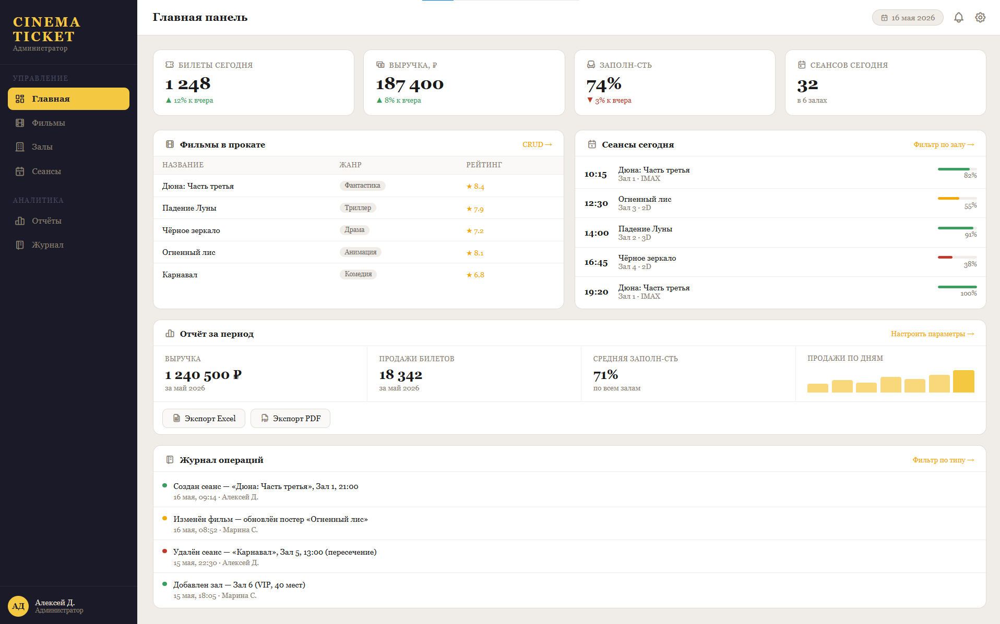 CINEMA
TICKET
Администратор
УПРАВЛЕНИЕ
Главная
Фильмы
Залы
Сеансы
АНАЛИТИКА
Отчёты
Журнал
АД
Алексей Д.
Администратор
Главная панель
16 мая 2026
БИЛЕТЫ СЕГОДНЯ
1 248
▲ 12% к вчера
ВЫРУЧКА, ₽
187 400
▲ 8% к вчера
ЗАПОЛН-СТЬ
74%
▼ 3% к вчера
СЕАНСОВ СЕГОДНЯ
32
в 6 залах
Фильмы в прокате
CRUD →
НАЗВАНИЕ ЖАНР РЕЙТИНГ
Дюна: Часть третья Фантастика ★ 8.4
Падение Луны Триллер ★ 7.9
Чёрное зеркало Драма ★ 7.2
Огненный лис Анимация ★ 8.1
Карнавал Комедия ★ 6.8
Сеансы сегодня
Фильтр по залу →
10:15 Дюна: Часть третья
Зал 1 · IMAX
82%
12:30 Огненный лис
Зал 3 · 2D
55%
14:00 Падение Луны
Зал 2 · 3D
91%
16:45 Чёрное зеркало
Зал 4 · 2D
38%
19:20 Дюна: Часть третья
Зал 1 · IMAX
100%
Отчёт за период
Настроить параметры →
ВЫРУЧКА
1 240 500 ₽
за май 2026
ПРОДАЖИ БИЛЕТОВ
18 342
за май 2026
СРЕДНЯЯ ЗАПОЛН-СТЬ
71%
по всем залам
ПРОДАЖИ ПО ДНЯМ
Экспорт Excel
PDF Экспорт PDF
Журнал операций
Фильтр по типу →
Создан сеанс — «Дюна: Часть третья», Зал 1, 21:00
16 мая, 09:14 · Алексей Д.
Изменён фильм — обновлён постер «Огненный лис»
16 мая, 08:52 · Марина С.
Удалён сеанс — «Карнавал», Зал 5, 13:00 (пересечение)
15 мая, 22:30 · Алексей Д.
Добавлен зал — Зал 6 (VIP, 40 мест)
15 мая, 18:05 · Марина С.